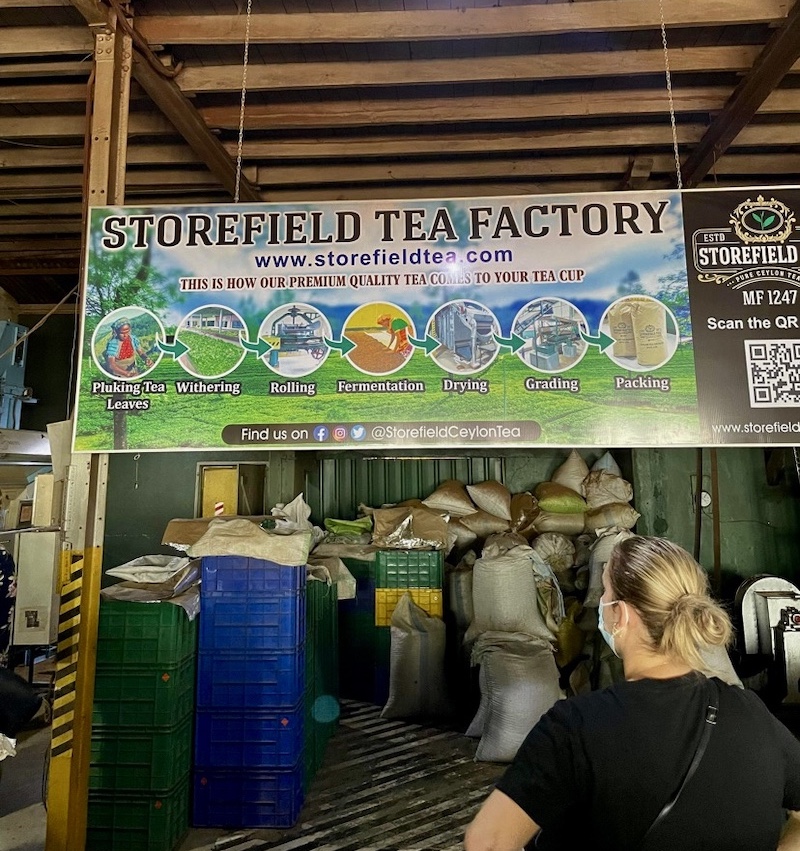 STOREFIELD TEA FACTORY
www.storefieldtea.com
THIS IS HOW OUR PREMIUM QUALITY TEA COMES TO YOUR TEA CUP
Pluking Tea Leaves
Withering
Rolling
Fermentation
Drying
Grading
Packing
Find us on @StorefieldCeylonTea
ESTD
STOREFIELD
PURE CEYLON TEA
MF 1247
Scan the QR
www.storefield